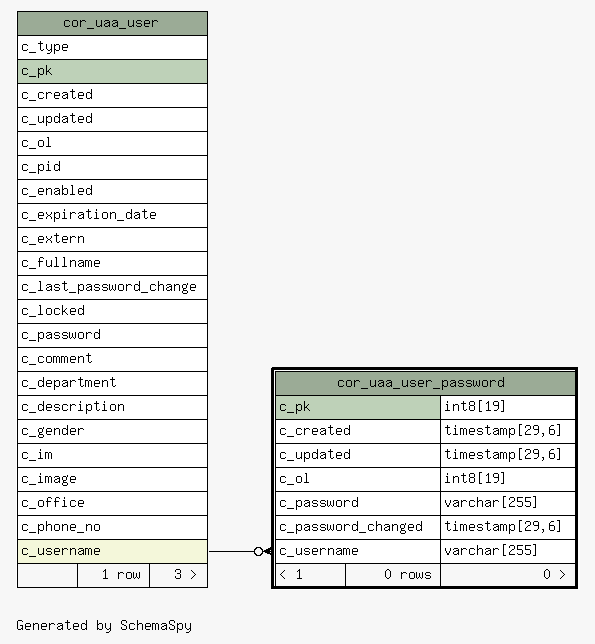 cor_uaa_user
c_type
c_pk
c_created
c_updated
c_ol
c_pid
c_enabled
c_expiration_date
c_extern
c_fullname
c_last_password_change
c_locked
c_password
c_comment
c_department
c_description
c_gender
c_im
c_image
c_office
c_phone_no
c_username
1 row 3 >
cor_uaa_user_password
c_pk int8[19]
c_created timestamp[29,6]
c_updated timestamp[29,6]
c_ol int8[19]
c_password varchar[255]
c_password_changed timestamp[29,6]
c_username varchar[255]
< 1 0 rows 0 >
Generated by SchemaSpy